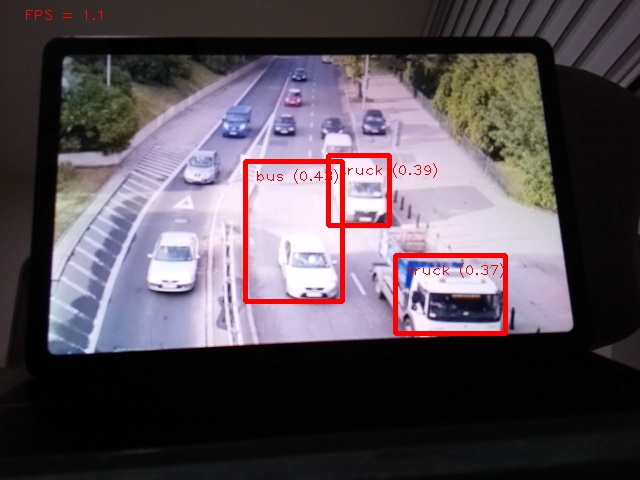 FPS = 1.1
bus (0.43)
truck (0.39)
truck (0.37)